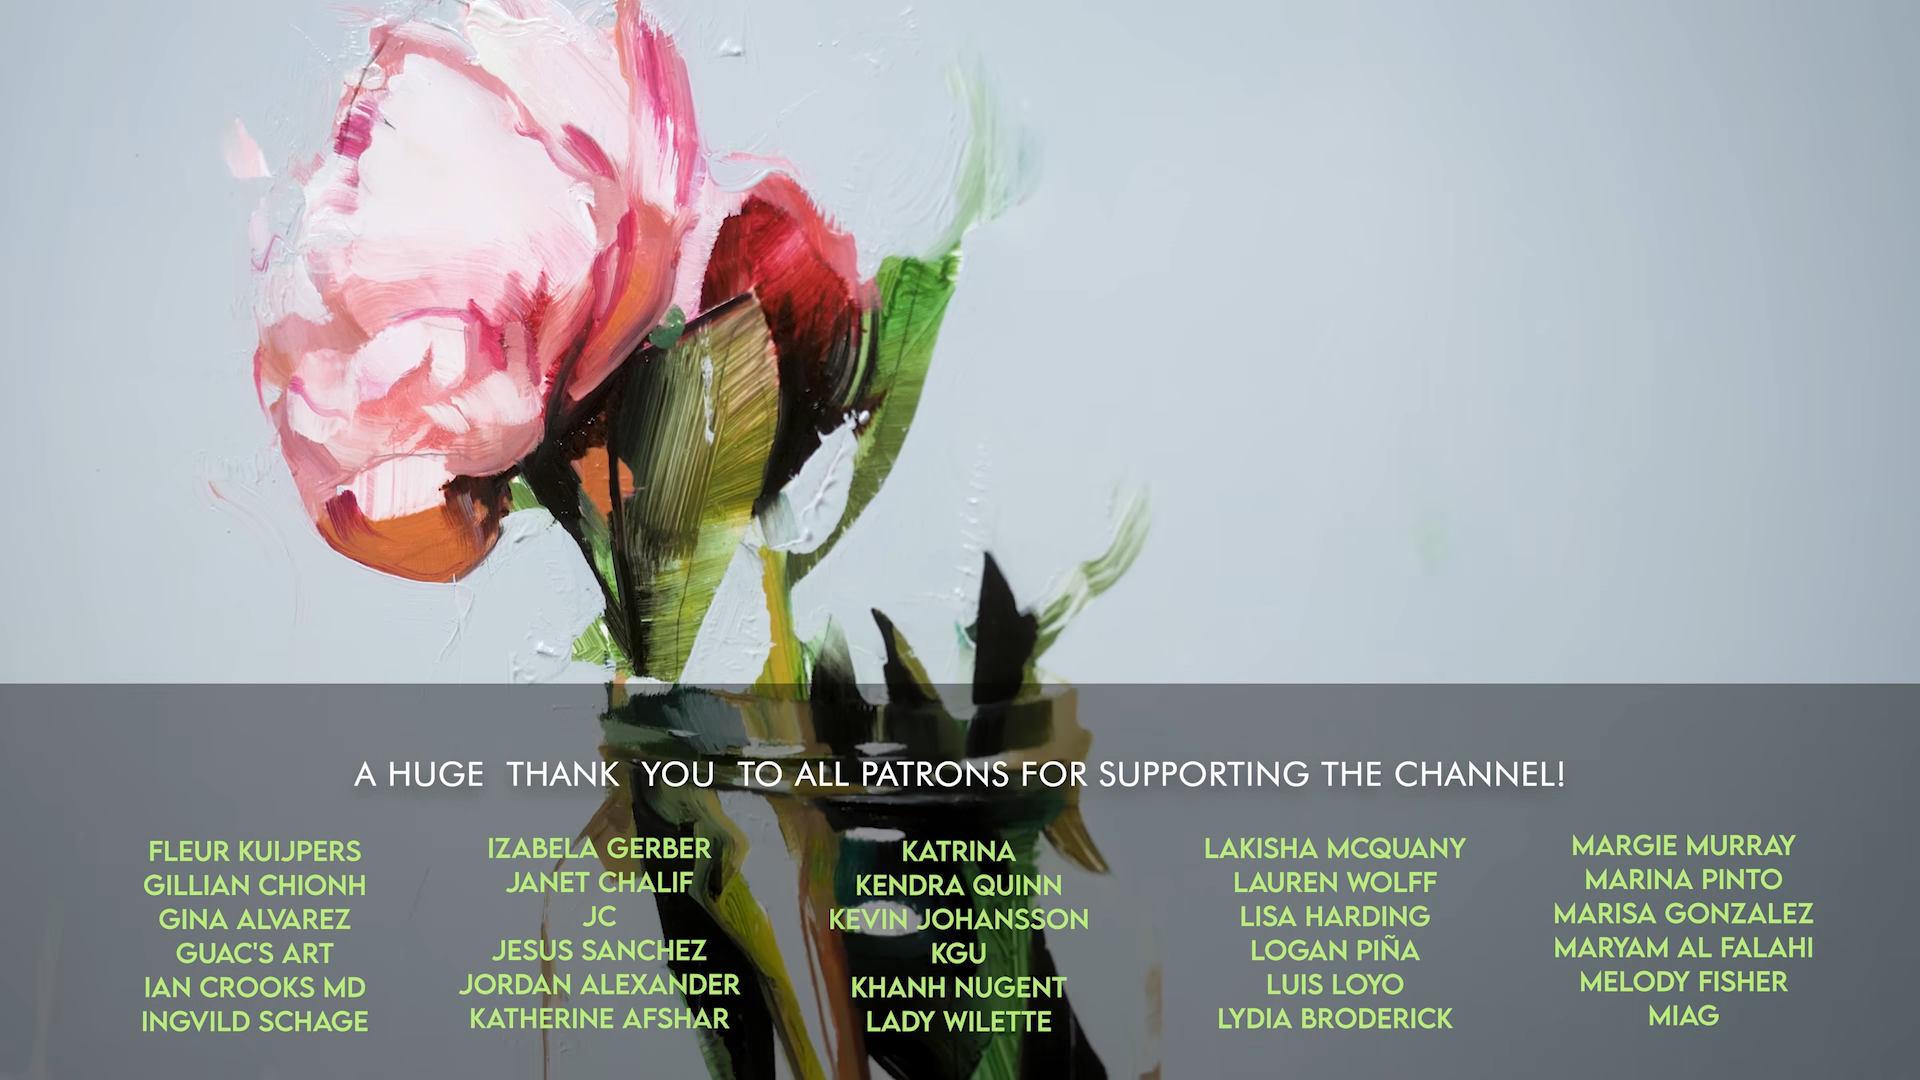 A HUGE THANK YOU TO ALL PATRONS FOR SUPPORTING THE CHANNEL!
FLEUR KUIJPERS
GILLIAN CHIONH
GINA ALVAREZ
GUAC'S ART
IAN CROOKS MD
INGVILD SCHAGE
IZABELA GERBER
JANET CHALIF
JC
JESUS SANCHEZ
JORDAN ALEXANDER
KATHERINE AFSHAR
KATRINA
KENDRA QUINN
KEVIN JOHANSSON
KGU
KHANH NUGENT
LADY WILETTE
LAKISHA MCQUANY
LAUREN WOLFF
LISA HARDING
LOGAN PIÑA
LUIS LOYO
LYDIA BRODERICK
MARGIE MURRAY
MARINA PINTO
MARISA GONZALEZ
MARYAM AL FALAHI
MELODY FISHER
MIAG